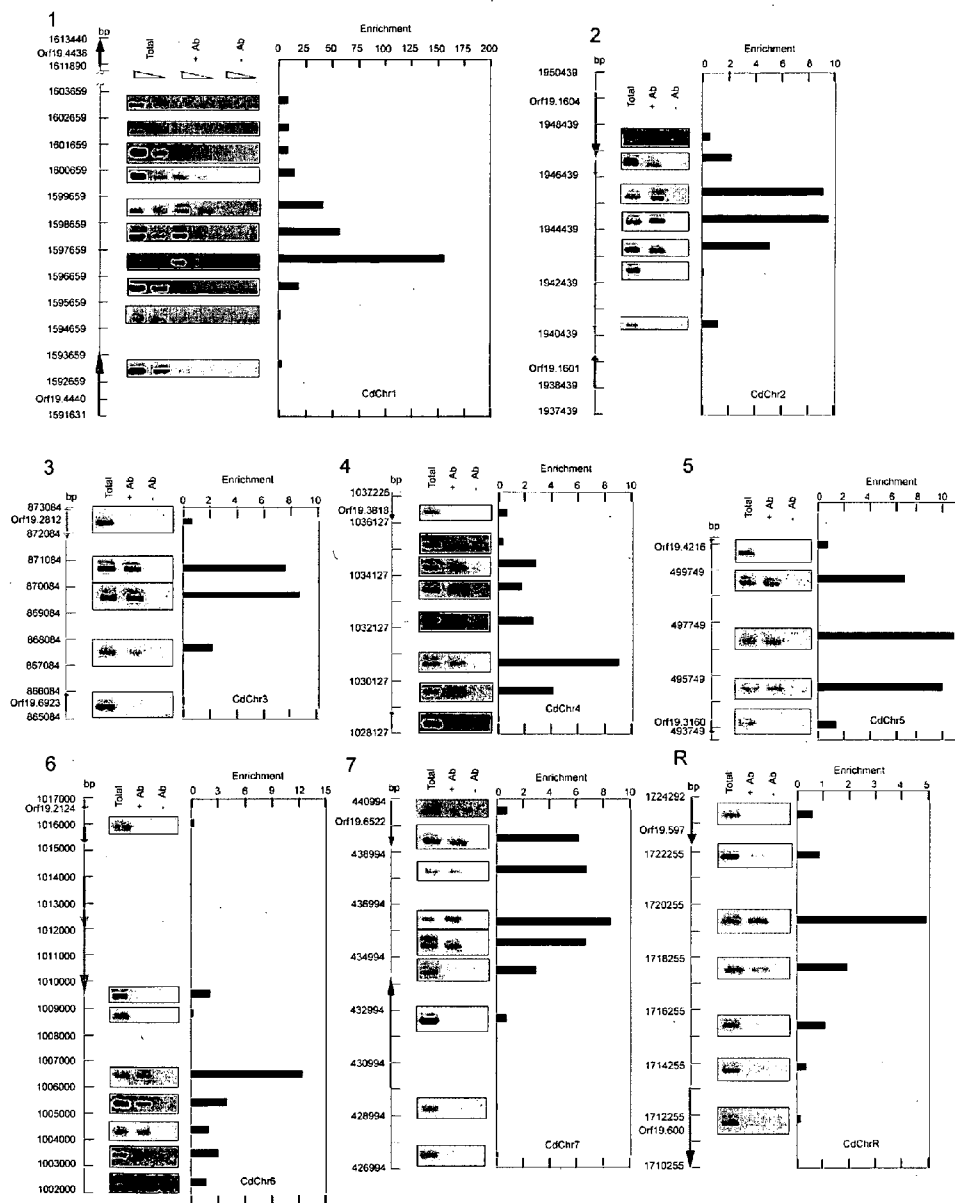 1
bp
1613440
Orf19.4436
1611890
1603659
1602659
1601659
1600659
1599659
1598659
1597659
1596659
1595659
1594659
1593659
1592659
Orf19.4440
1591631
Total
+ Ab
- Ab
Enrichment
0 25 50 75 100 125 150 175 200
CdChr1
2
bp
1950439
Orf19.1604
1948439
1946439
1944439
1942439
1940439
Orf19.1601
1938439
1937439
Total
+ Ab
- Ab
Enrichment
0 2 4 6 8 10
CdChr2
3
bp
873084
Orf19.2812
872084
871084
870084
869084
868084
867084
866084
Orf19.6923
865084
Total
+ Ab
- Ab
Enrichment
0 2 4 6 8 10
CdChr3
4
bp
1037225
Orf19.3818
1036127
1034127
1032127
1030127
1028127
Total
+ Ab
- Ab
Enrichment
0 2 4 6 8 10
CdChr4
5
bp
Orf19.4216
499749
497749
495749
Orf19.3160
493749
Total
+ Ab
- Ab
Enrichment
0 2 4 6 8 10
CdChr5
6
bp
1017000
Orf19.2124
1016000
1015000
1014000
1013000
1012000
1011000
1010000
1009000
1008000
1007000
1006000
1005000
1004000
1003000
1002000
Total
+ Ab
- Ab
Enrichment
0 3 6 9 12 15
CdChr6
7
bp
440994
Orf19.6522
438994
436994
434994
432994
430994
428994
426994
Total
+ Ab
- Ab
Enrichment
0 2 4 6 8 10
CdChr7
R
bp
1724292
Orf19.597
1722255
1720255
1718255
1716255
1714255
1712255
Orf19.600
1710255
Total
+ Ab
- Ab
Enrichment
0 1 2 3 4 5
CdChrR